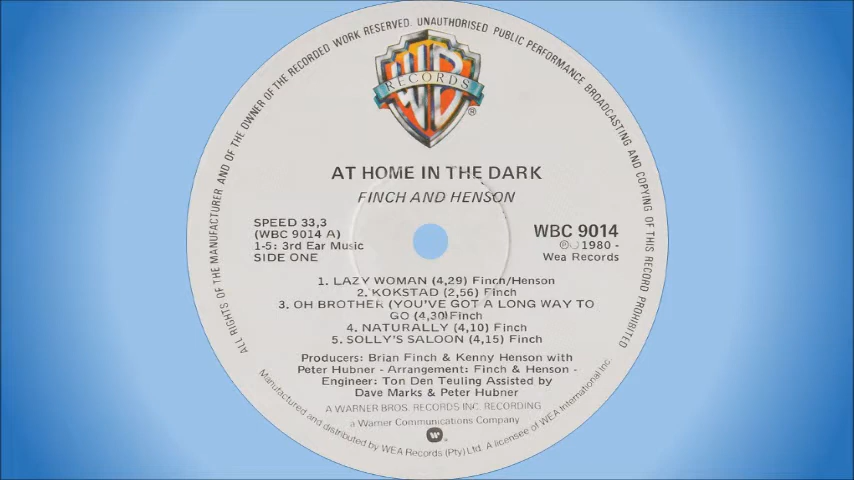 ALL RIGHTS OF THE MANUFACTURER AND OF THE OWNER OF THE RECORDED WORK RESERVED. UNAUTHORISED PUBLIC PERFORMANCE BROADCASTING AND COPYING OF THIS RECORD PROHIBITED
RECORDS
®
AT HOME IN THE DARK
FINCH AND HENSON
SPEED 33,3
(WBC 9014 A)
1-5: 3rd Ear Music
SIDE ONE
WBC 9014
℗© 1980 -
Wea Records
1. LAZY WOMAN (4,29) Finch/Henson
2. KOKSTAD (2,56) Finch
3. OH BROTHER (YOU'VE GOT A LONG WAY TO
GO (4,30)Finch
4. NATURALLY (4,10) Finch
5. SOLLY'S SALOON (4,15) Finch
Producers: Brian Finch & Kenny Henson with
Peter Hubner - Arrangement: Finch & Henson -
Engineer: Ton Den Teuling Assisted by
Dave Marks & Peter Hubner
A WARNER BROS. RECORDS INC. RECORDING
a Warner Communications Company
Manufactured and distributed by WEA Records (Pty) Ltd. A licensee of WEA International Inc.